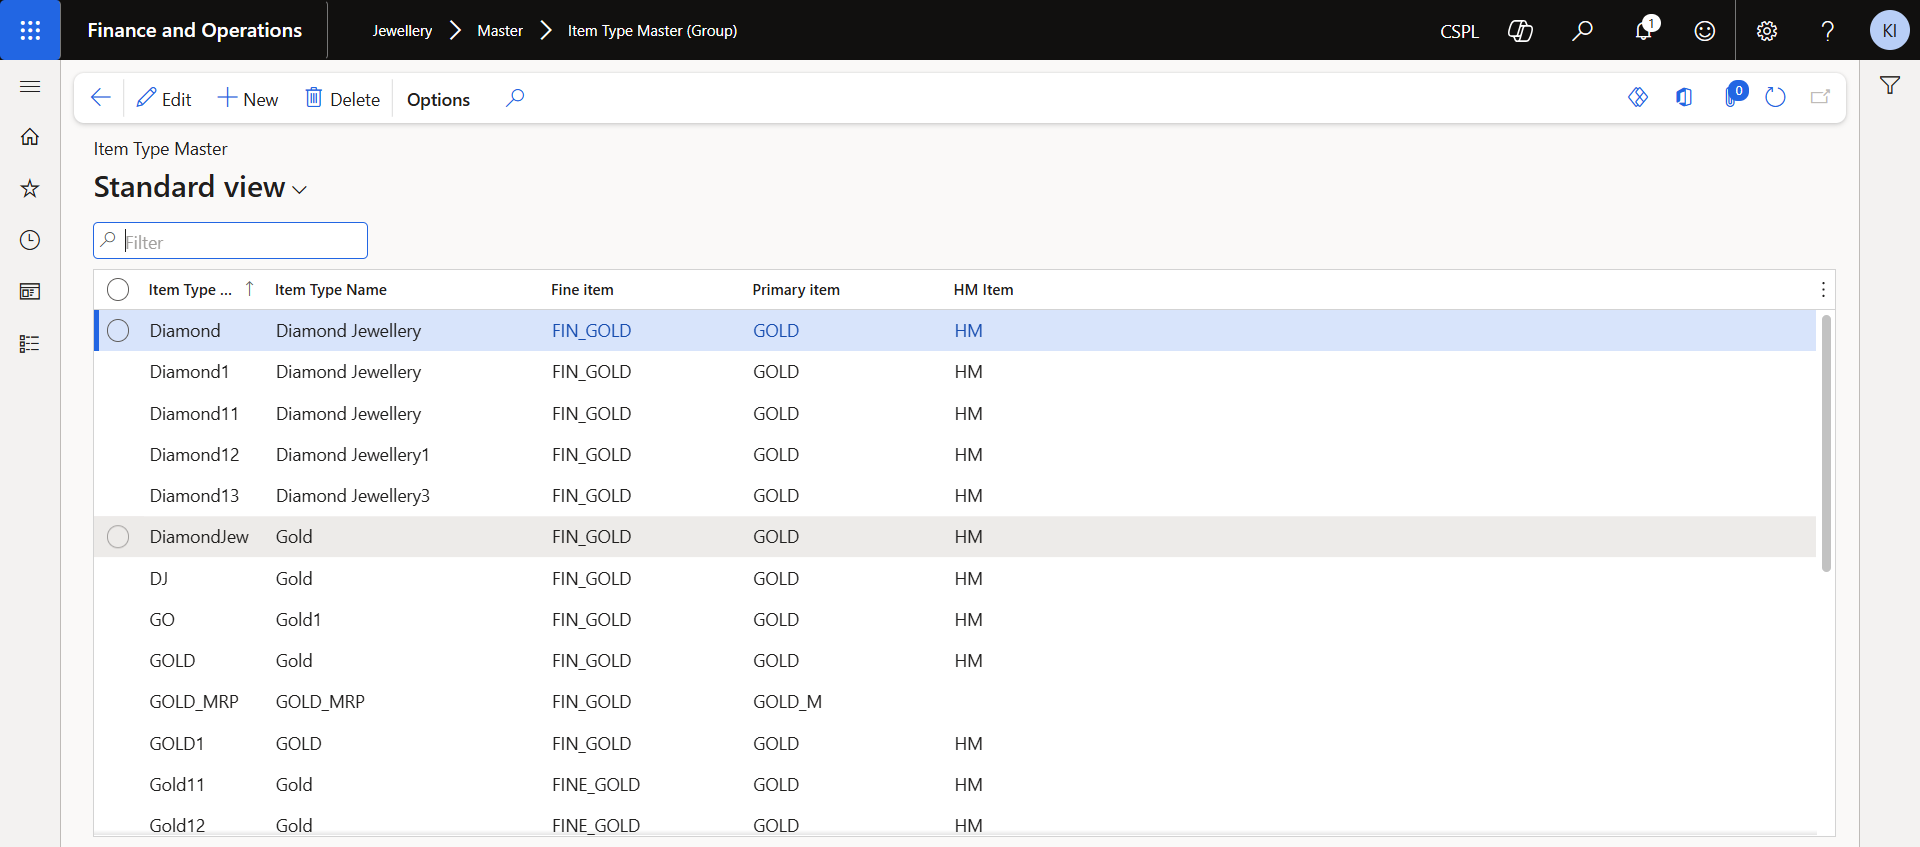 Finance and Operations
Jewellery
Master
Item Type Master (Group)
CSPL
1
?
KI
Edit
New
Delete
Options
0
Item Type Master
Standard view
Filter
Item Type ... Item Type Name Fine item Primary item HM Item
Diamond Diamond Jewellery FIN_GOLD GOLD HM
Diamond1 Diamond Jewellery FIN_GOLD GOLD HM
Diamond11 Diamond Jewellery FIN_GOLD GOLD HM
Diamond12 Diamond Jewellery1 FIN_GOLD GOLD HM
Diamond13 Diamond Jewellery3 FIN_GOLD GOLD HM
DiamondJew Gold FIN_GOLD GOLD HM
DJ Gold FIN_GOLD GOLD HM
GO Gold1 FIN_GOLD GOLD HM
GOLD Gold FIN_GOLD GOLD HM
GOLD_MRP GOLD_MRP FIN_GOLD GOLD_M
GOLD1 GOLD FIN_GOLD GOLD HM
Gold11 Gold FINE_GOLD GOLD HM
Gold12 Gold FINE_GOLD GOLD HM